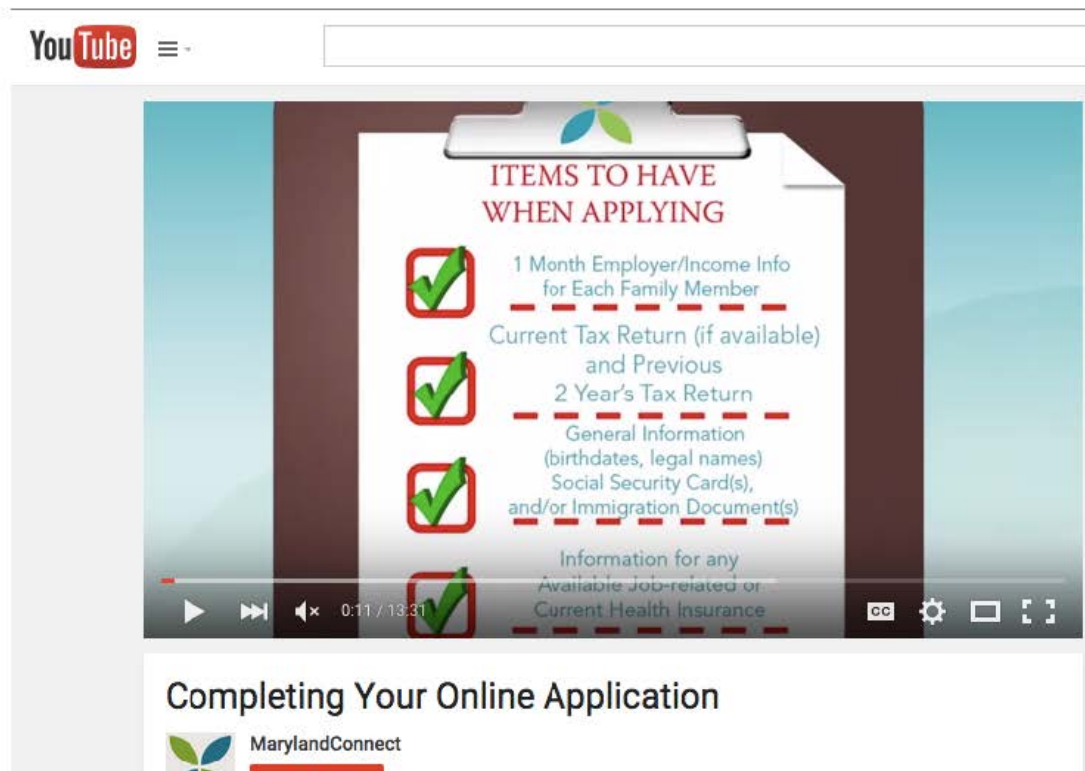 YouTube
ITEMS TO HAVE
WHEN APPLYING
1 Month Employer/Income Info
for Each Family Member
Current Tax Return (if available)
and Previous
2 Year's Tax Return
General Information
(birthdates, legal names)
Social Security Card(s),
and/or Immigration Document(s)
Information for any
Available Job-related or
Current Health Insurance
0:11 / 13:31
CC
Completing Your Online Application
MarylandConnect